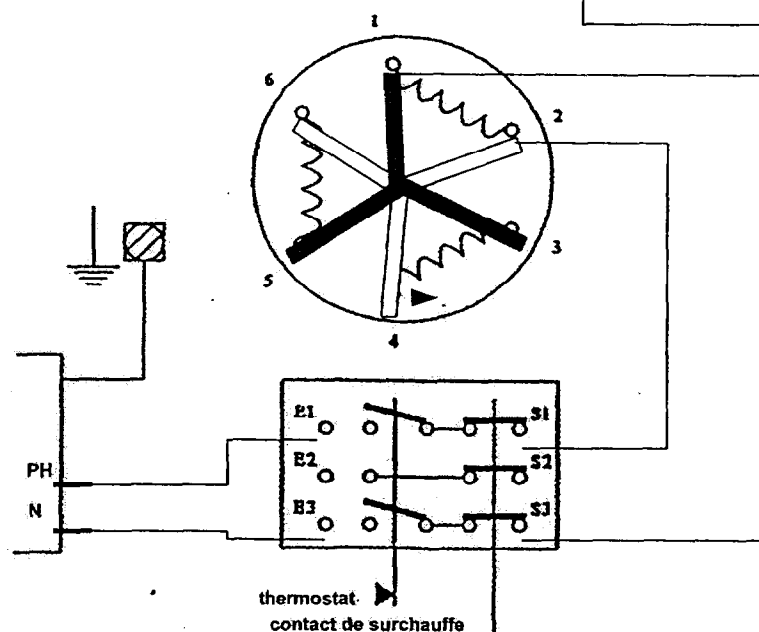 1
6
2
3
5
4
E1 S1
PH E2 S2
N E3 S3
thermostat
contact de surchauffe